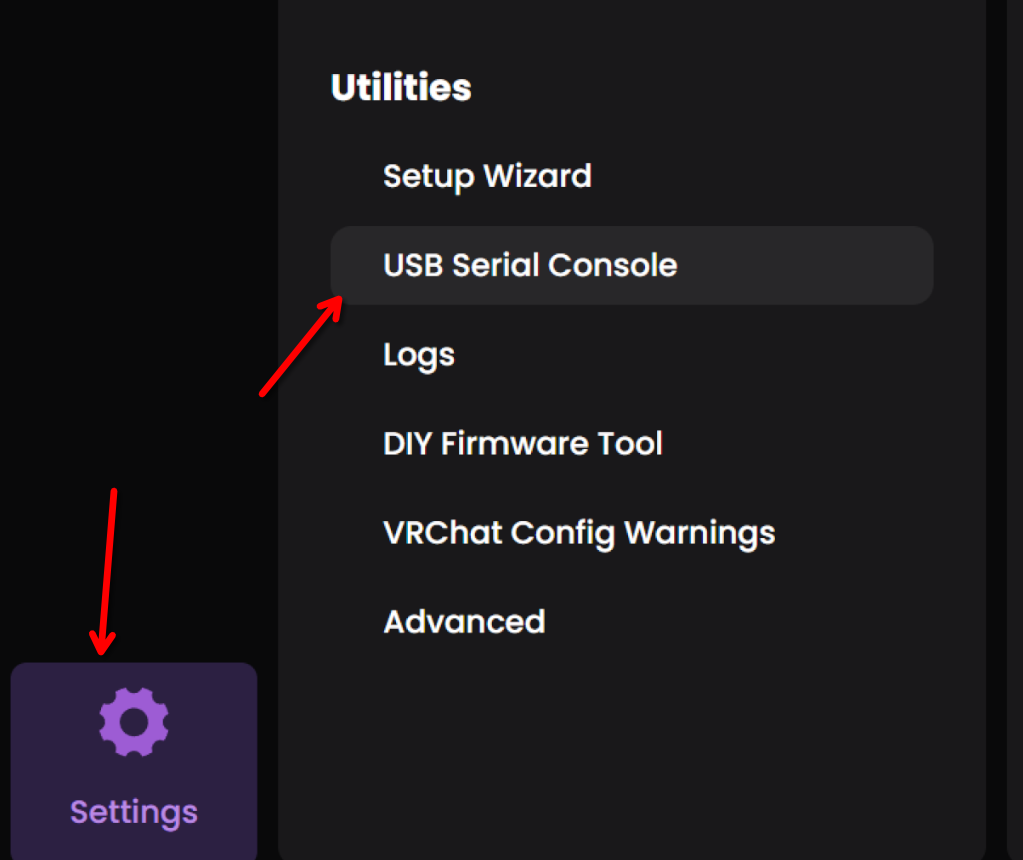 Utilities
Setup Wizard
USB Serial Console
Logs
DIY Firmware Tool
VRChat Config Warnings
Advanced
Settings